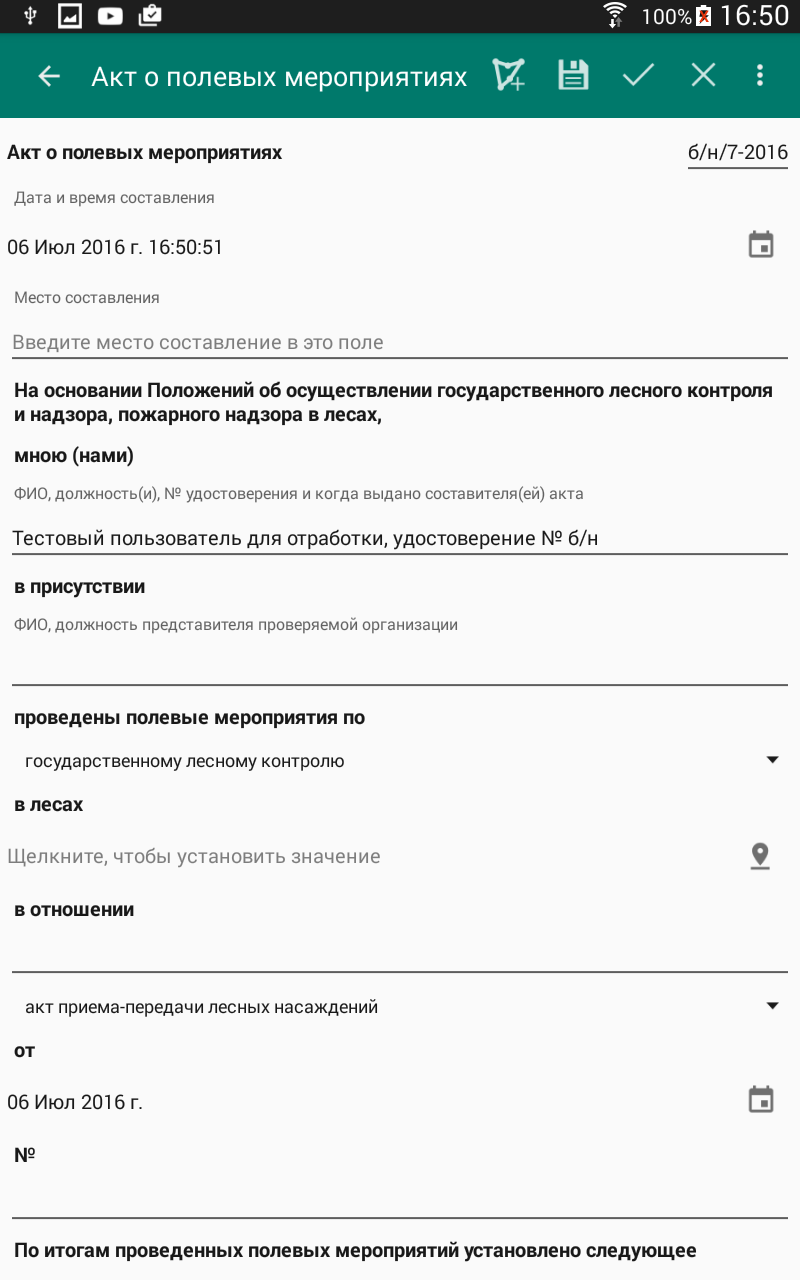 100% 16:50
Акт о полевых мероприятиях
Акт о полевых мероприятиях б/н/7-2016
Дата и время составления
06 Июл 2016 г. 16:50:51
Место составления
Введите место составление в это поле
На основании Положений об осуществлении государственного лесного контроля
и надзора, пожарного надзора в лесах,
мною (нами)
ФИО, должность(и), № удостоверения и когда выдано составителя(ей) акта
Тестовый пользователь для отработки, удостоверение № б/н
в присутствии
ФИО, должность представителя проверяемой организации
проведены полевые мероприятия по
государственному лесному контролю
в лесах
Щелкните, чтобы установить значение
в отношении
акт приема-передачи лесных насаждений
от
06 Июл 2016 г.
№
По итогам проведенных полевых мероприятий установлено следующее